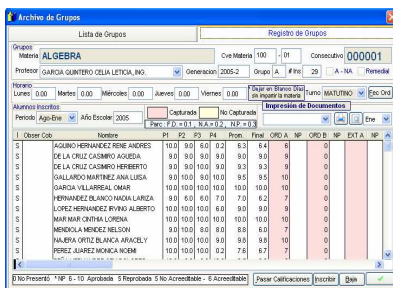 Archivo de Grupos
Lista de Grupos Registro de Grupos
Grupos
Materia ALGEBRA Cve Materia 100 - 01 Consecutivo 000001
Profesor GARCIA QUINTERO CELIA LETICIA, ING. Generacion 2005-2 Grupo A # Ins 29 A - NA Remedial
Horario
Lunes 0.00 Martes 0.00 Miércoles 0.00 Jueves 0.00 Viernes 0.00 * Dejar en Blanco Dias sin impartir la materia Turno MATUTINO Fec Ord
Alumnos Inscritos
Periodo Ago-Ene Año Escolar 2005 Capturada No Capturada
Parc : F.D. = 0.1 , N.A.= 0.2 , N.P. = 0.3
Impresión de Documentos
Ene
I Obser Cob Nombre P1 P2 P3 P4 Prom. Final ORD A NP ORD B NP EXT A NP
S AQUINO HERNANDEZ RENE ANDRES 10.0 9.0 6.0 0.2 6.3 6.4 6
S DE LA CRUZ CASIMIRO AGUEDA 9.0 9.0 9.0 9.0 9.0 9.0 9
S DE LA CRUZ CASIMIRO HERIBERTO 9.0 9.0 9.0 10.0 9.3 9.3 9
S GALLARDO MARTINEZ ANA LUISA 9.0 10.0 9.0 10.0 9.5 9.5 10
S GARCIA VILLARREAL OMAR 10.0 10.0 10.0 10.0 10.0 10.0 10
S HERNANDEZ BLANCO NADIA LARIZA 9.0 6.0 6.0 7.0 7.0 6.2 7
S LOPEZ HERNANDEZ IRVING ALBERTO 10.0 10.0 10.0 6.0 9.0 9.0 9
S MAR MAR CINTHIA LORENA 10.0 10.0 10.0 10.0 10.0 10.0 10
S MENDIOLA MENDEZ NELSON 9.0 8.0 8.0 10.0 8.8 6.0 7
S NAJERA ORTIZ BLANCA ARACELY 10.0 10.0 10.0 9.0 9.8 9.8 10
S PEREZ JUAREZ MONICA NOEMI 10.0 10.0 10.0 0.2 7.6 6.7 7
0 No Presentó *NP 6 - 10 Aprobada 5 Reprobada 5 No Acreeditable - 6 Acreeditable Pasar Calificaciones Inscribir Baja